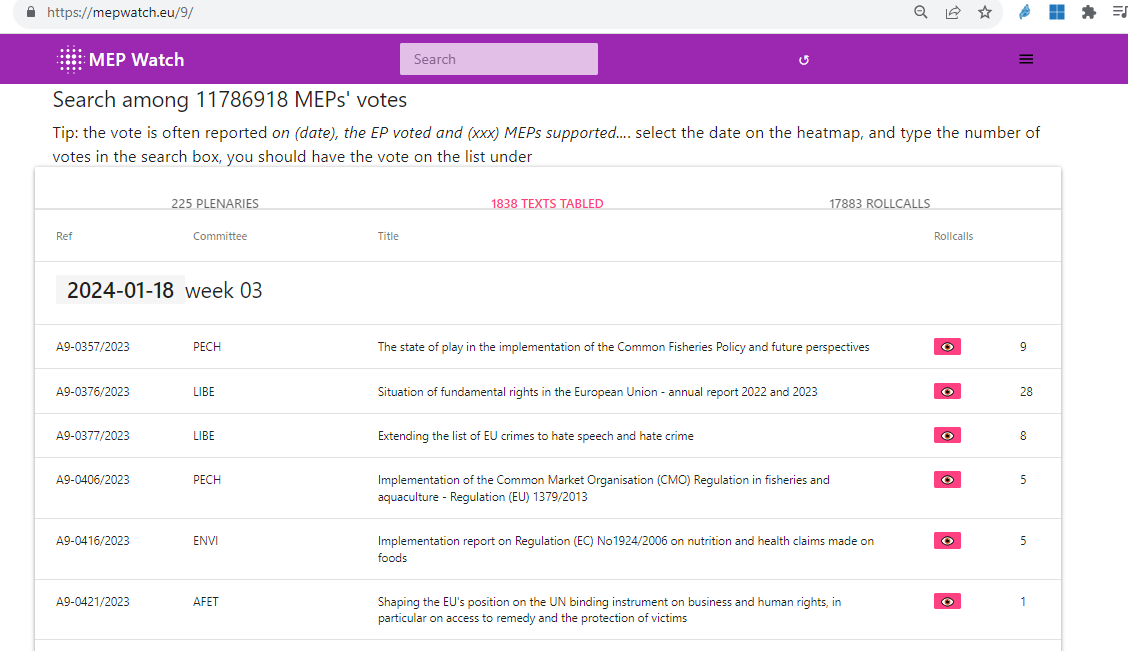 https://mepwatch.eu/9/
MEP Watch
Search
Search among 11786918 MEPs' votes
Tip: the vote is often reported on (date), the EP voted and (xxx) MEPs supported.... select the date on the heatmap, and type the number of
votes in the search box, you should have the vote on the list under
225 PLENARIES 1838 TEXTS TABLED 17883 ROLLCALLS
Ref Committee Title Rollcalls
2024-01-18 week 03
A9-0357/2023 PECH The state of play in the implementation of the Common Fisheries Policy and future perspectives 9
A9-0376/2023 LIBE Situation of fundamental rights in the European Union - annual report 2022 and 2023 28
A9-0377/2023 LIBE Extending the list of EU crimes to hate speech and hate crime 8
A9-0406/2023 PECH Implementation of the Common Market Organisation (CMO) Regulation in fisheries and 5
aquaculture - Regulation (EU) 1379/2013
A9-0416/2023 ENVI Implementation report on Regulation (EC) No1924/2006 on nutrition and health claims made on 5
foods
A9-0421/2023 AFET Shaping the EU's position on the UN binding instrument on business and human rights, in 1
particular on access to remedy and the protection of victims